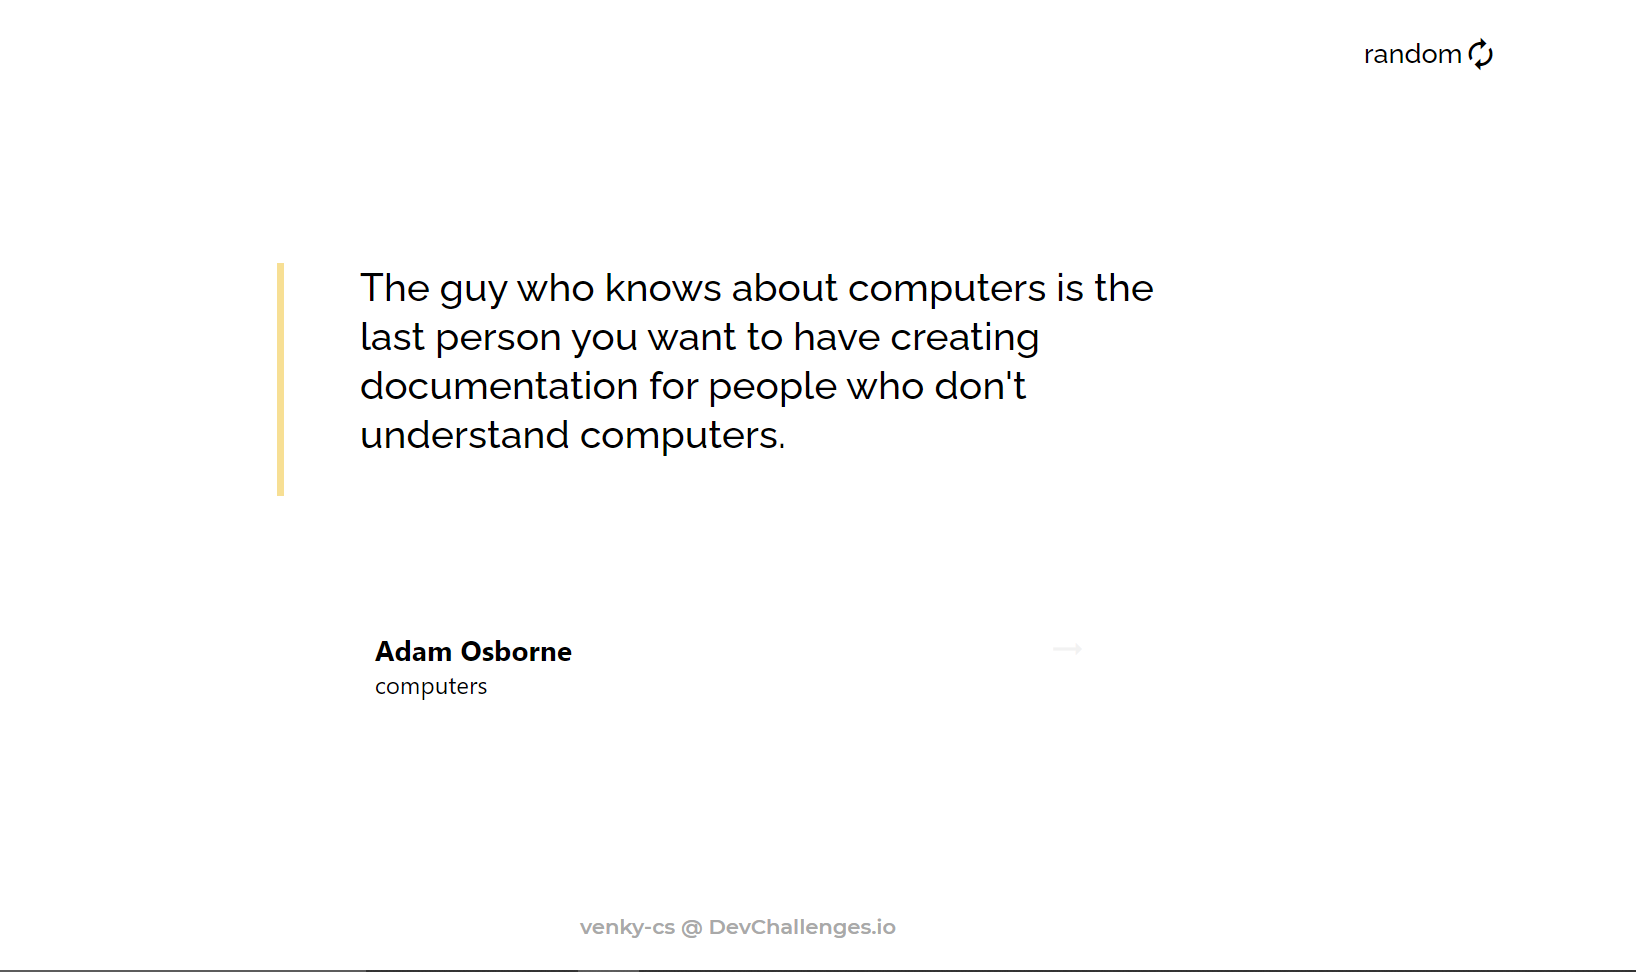 random
The guy who knows about computers is the
last person you want to have creating
documentation for people who don't
understand computers.
Adam Osborne
computers
venky-cs @ DevChallenges.io